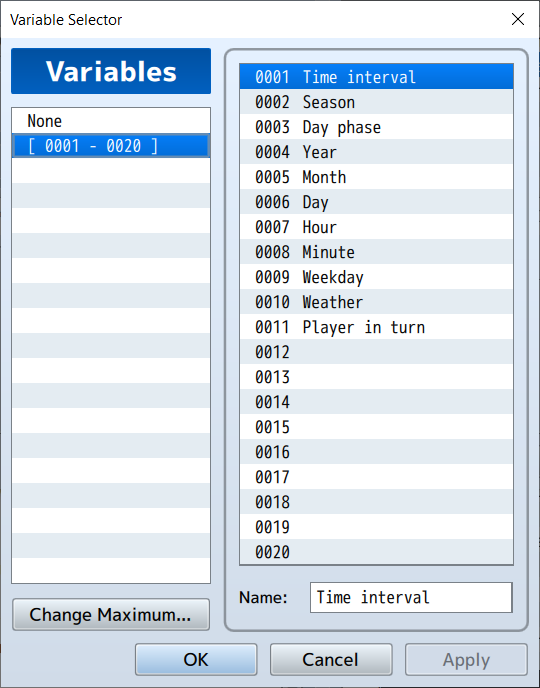 Variable Selector
Variables
None
[ 0001 - 0020 ]
Change Maximum...
0001 Time interval
0002 Season
0003 Day phase
0004 Year
0005 Month
0006 Day
0007 Hour
0008 Minute
0009 Weekday
0010 Weather
0011 Player in turn
0012
0013
0014
0015
0016
0017
0018
0019
0020
Name: Time interval
OK Cancel Apply